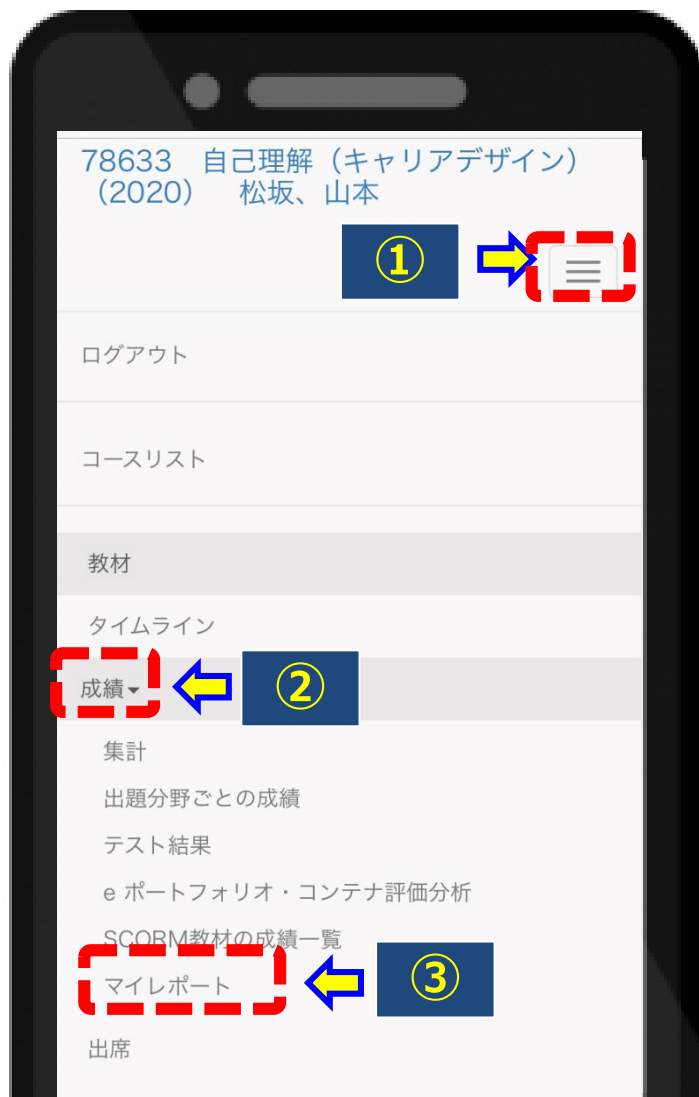 78633 自己理解（キャリアデザイン）
（2020） 松坂、山本
①
ログアウト
コースリスト
教材
タイムライン
成績
②
集計
出題分野ごとの成績
テスト結果
e ポートフォリオ・コンテナ評価分析
SCORM教材の成績一覧
マイレポート
③
出席